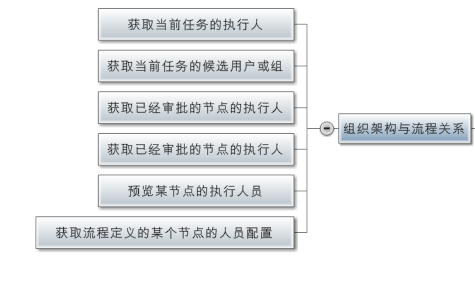 获取当前任务的执行人
获取当前任务的候选用户或组
获取已经审批的节点的执行人
获取已经审批的节点的执行人
预览某节点的执行人员
获取流程定义的某个节点的人员配置
组织架构与流程关系